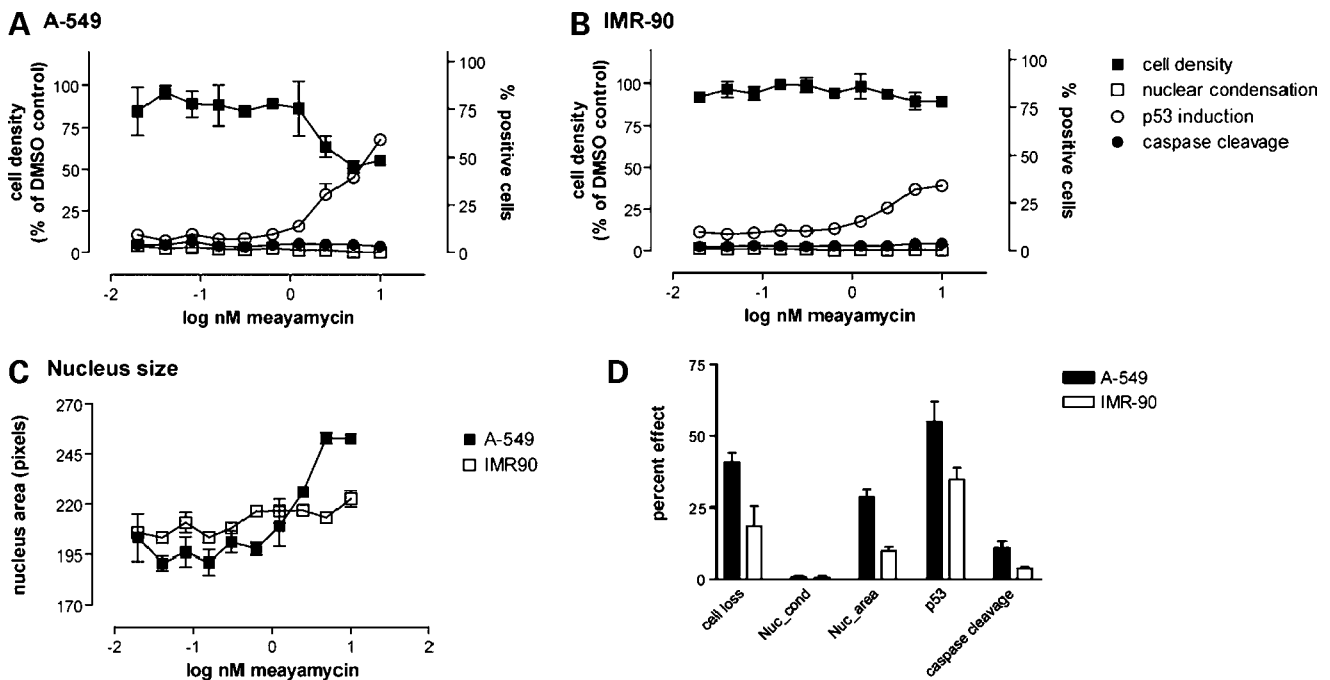 A A-549
100
75
50
25
0
cell density
(% of DMSO control)
100
75
50
25
0
% positive cells
-2 -1 0 1
log nM meayamycin
B IMR-90
100
75
50
25
0
cell density
(% of DMSO control)
100
75
50
25
0
% positive cells
-2 -1 0 1
log nM meayamycin
cell density
nuclear condensation
p53 induction
caspase cleavage
C Nucleus size
270
245
220
195
170
nucleus area (pixels)
-2 -1 0 1 2
log nM meayamycin
A-549
IMR90
D
75
50
25
0
percent effect
cell loss
Nuc_cond
Nuc_area
p53
caspase cleavage
A-549
IMR-90